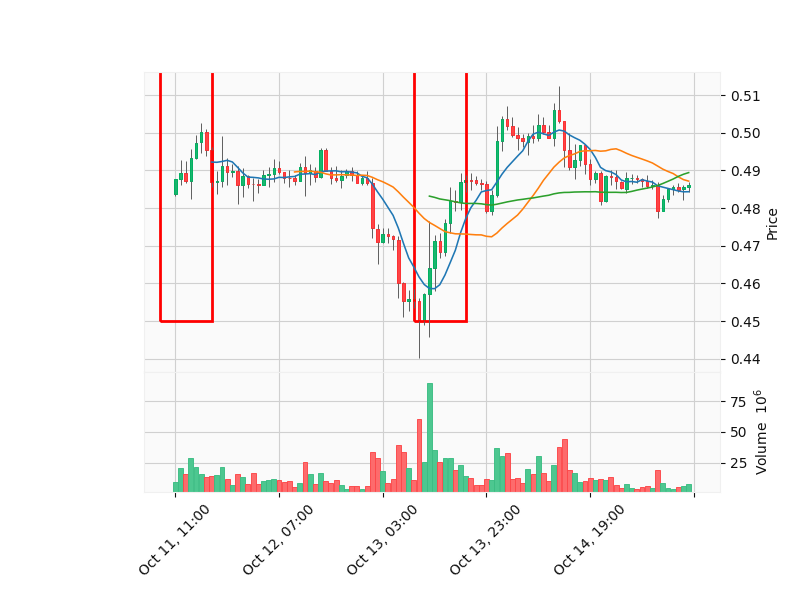 0.51
0.50
0.49
0.48
0.47
0.46
0.45
0.44
Price
75
50
25
Volume 10⁶
Oct 11, 11:00
Oct 12, 07:00
Oct 13, 03:00
Oct 13, 23:00
Oct 14, 19:00